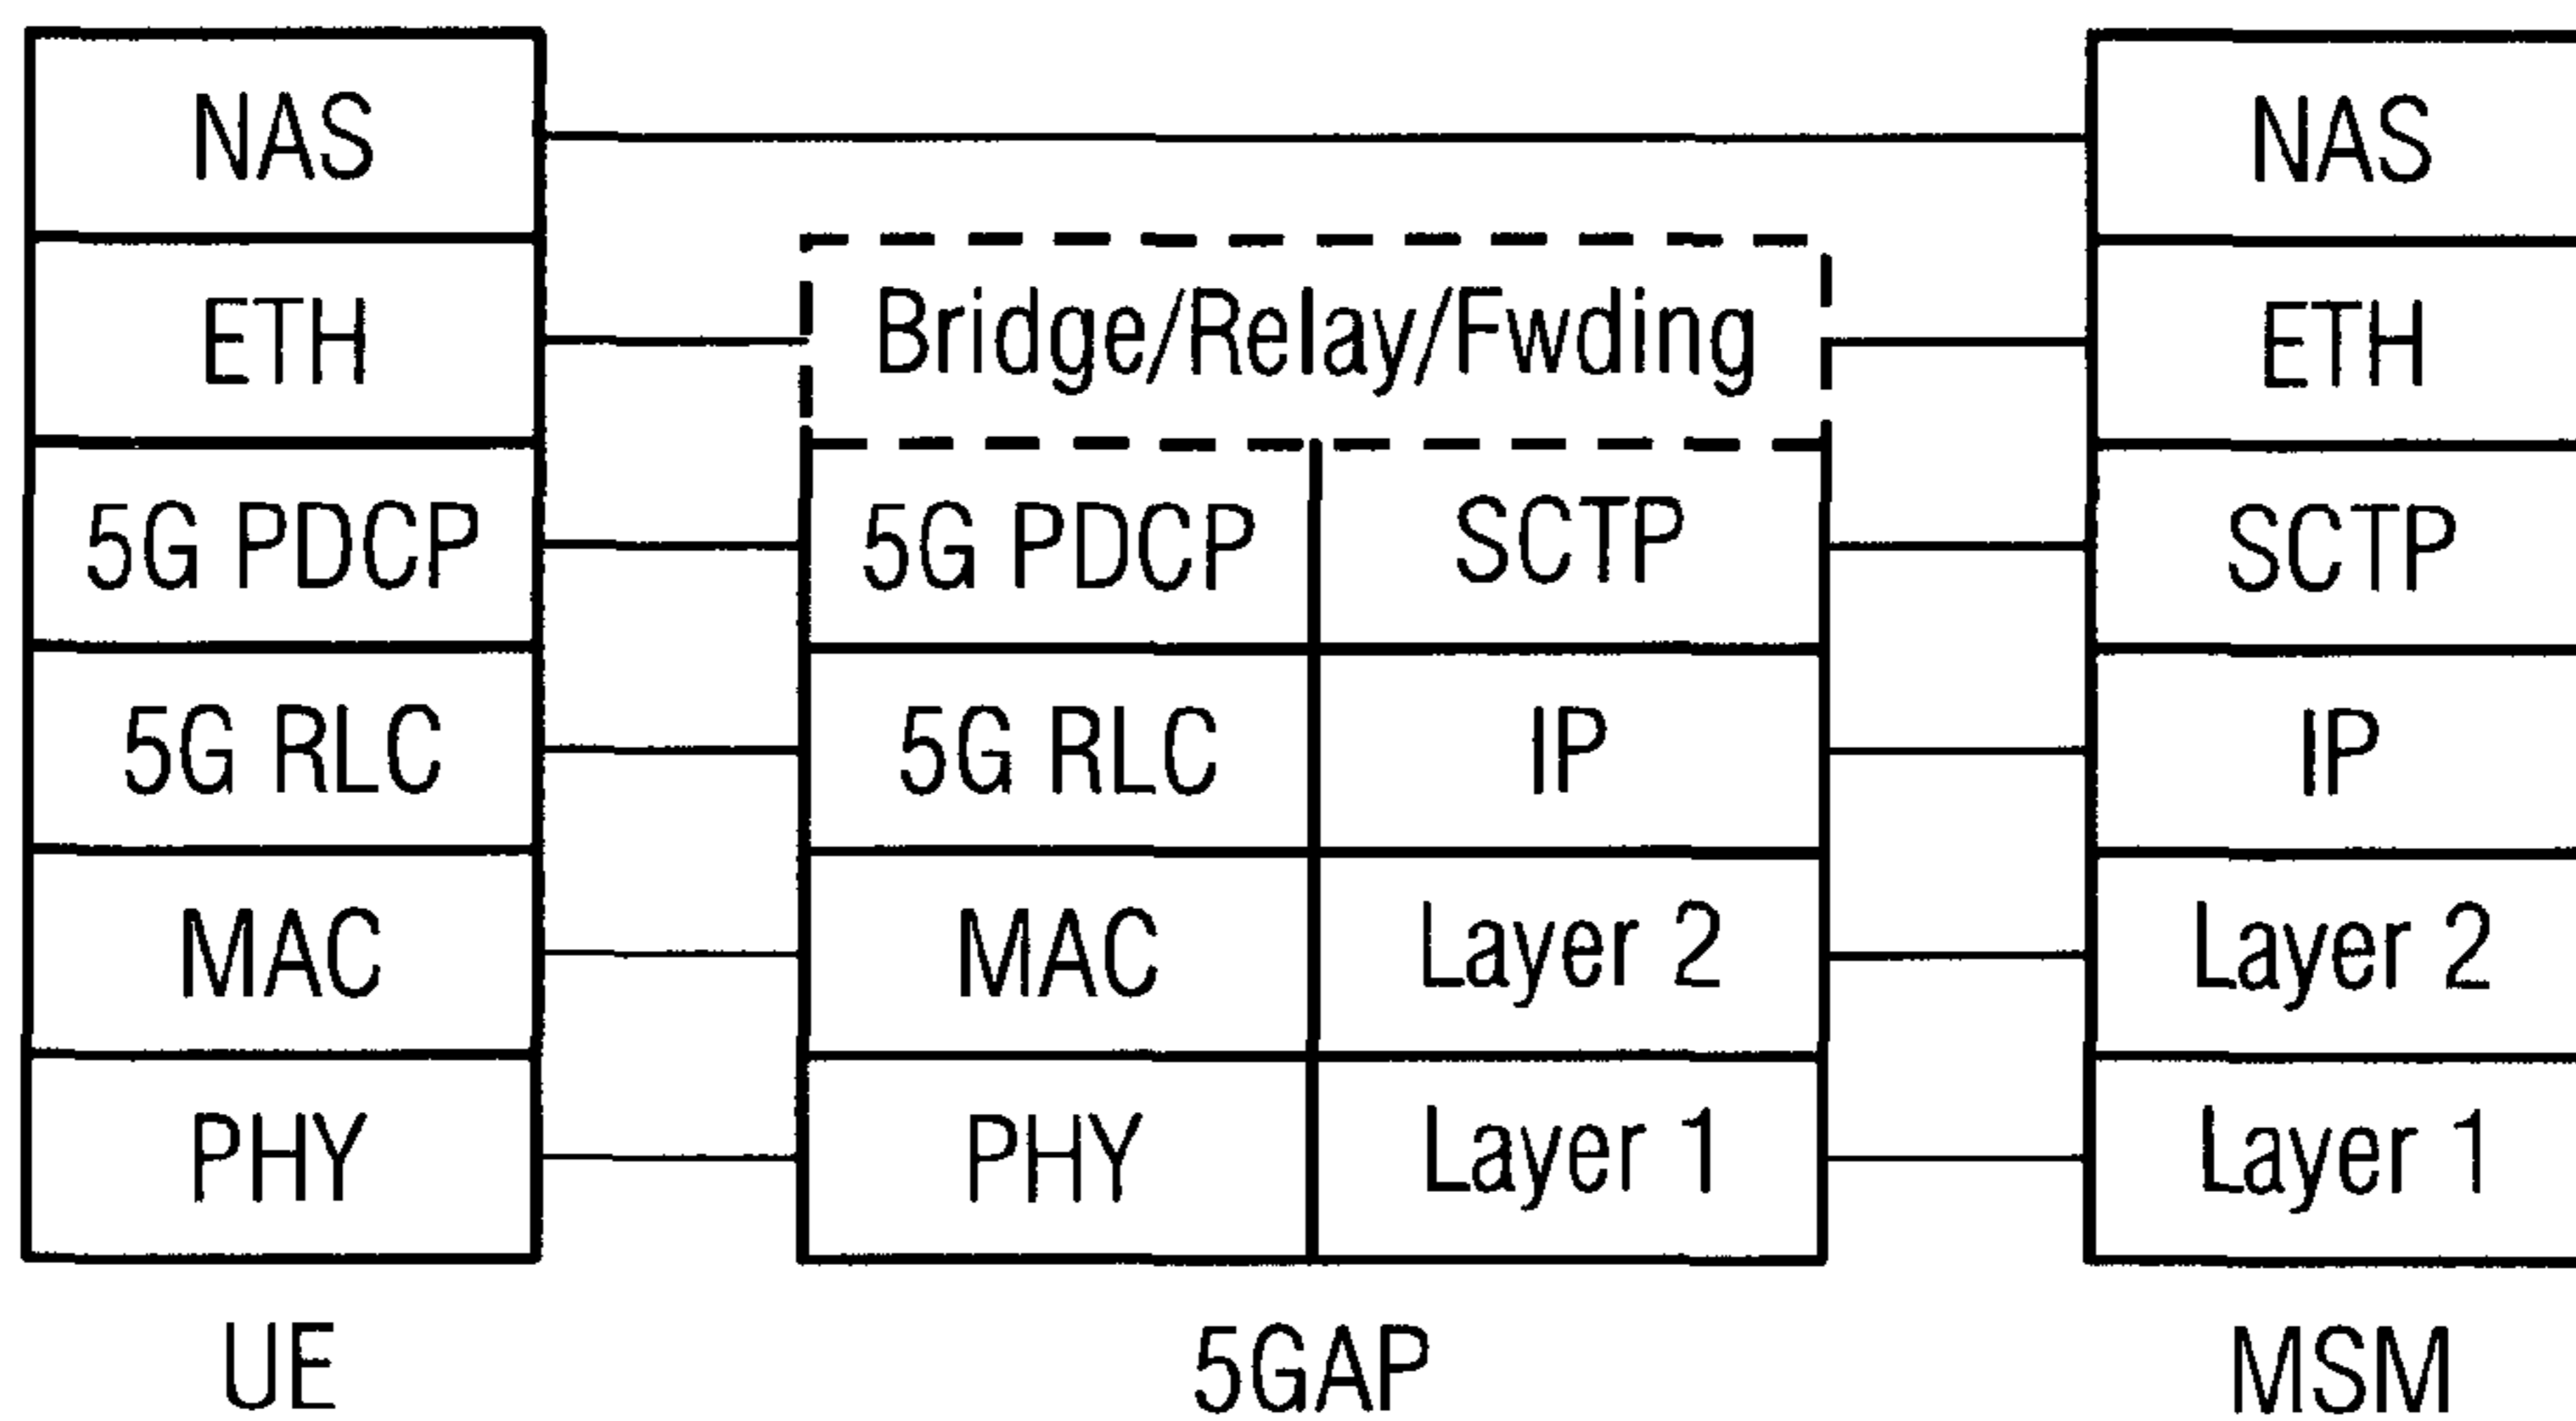 NAS
NAS
ETH
Bridge/Relay/Fwding
ETH
5G PDCP
5G PDCP
SCTP
SCTP
5G RLC
5G RLC
IP
IP
MAC
MAC
Layer 2
Layer 2
PHY
PHY
Layer 1
Layer 1
UE
5GAP
MSM